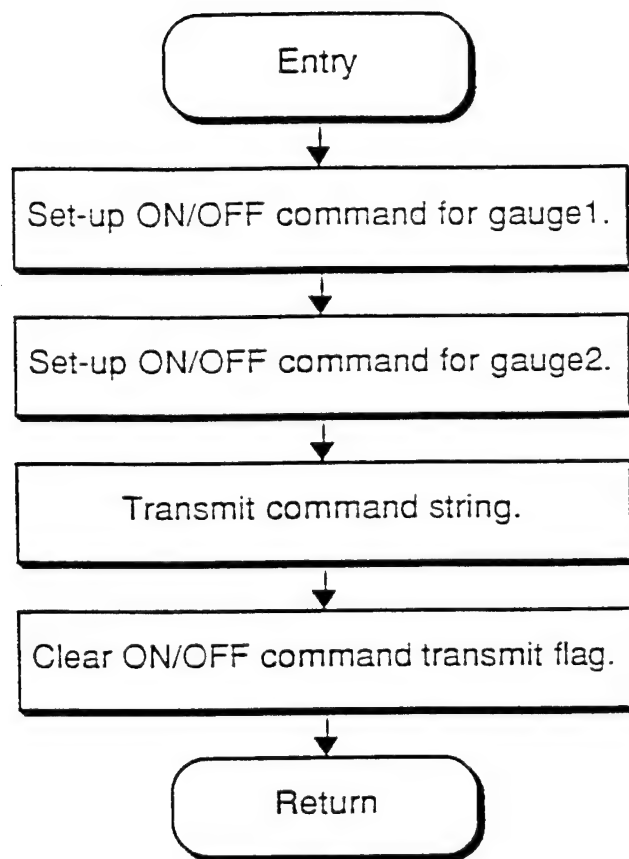 Entry
Set-up ON/OFF command for gauge1.
Set-up ON/OFF command for gauge2.
Transmit command string.
Clear ON/OFF command transmit flag.
Return